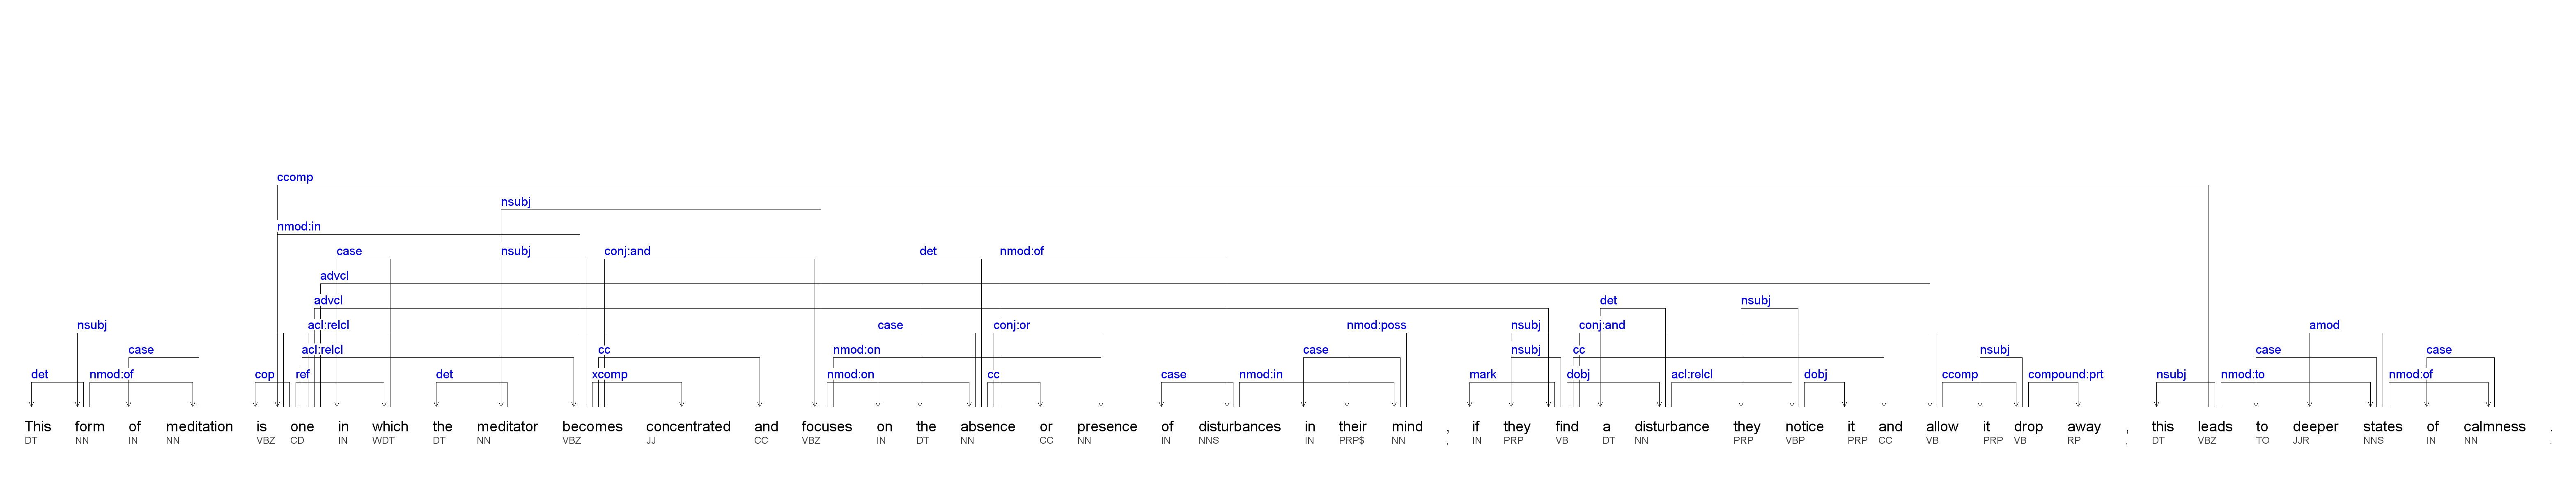 ccomp
nsubj
nmod:in
case nsubj conj:and det nmod:of
advcl
advcl det nsubj
nsubj acl:relcl case conj:or nmod:poss nsubj conj:and amod
case acl:relcl cc nmod:on case nsubj cc nsubj case case
det nmod:of cop ref det xcomp nmod:on cc case nmod:in mark dobj acl:relcl dobj ccomp compound:prt nsubj nmod:to nmod:of
This form of meditation is one in which the meditator becomes concentrated and focuses on the absence or presence of disturbances in their mind , if they find a disturbance they notice it and allow it drop away , this leads to deeper states of calmness .
DT NN IN NN VBZ CD IN WDT DT NN VBZ JJ CC VBZ IN DT NN CC NN IN NNS IN PRP$ NN , IN PRP VB DT NN PRP VBP PRP CC VB PRP VB RP , DT VBZ TO JJR NNS IN NN .